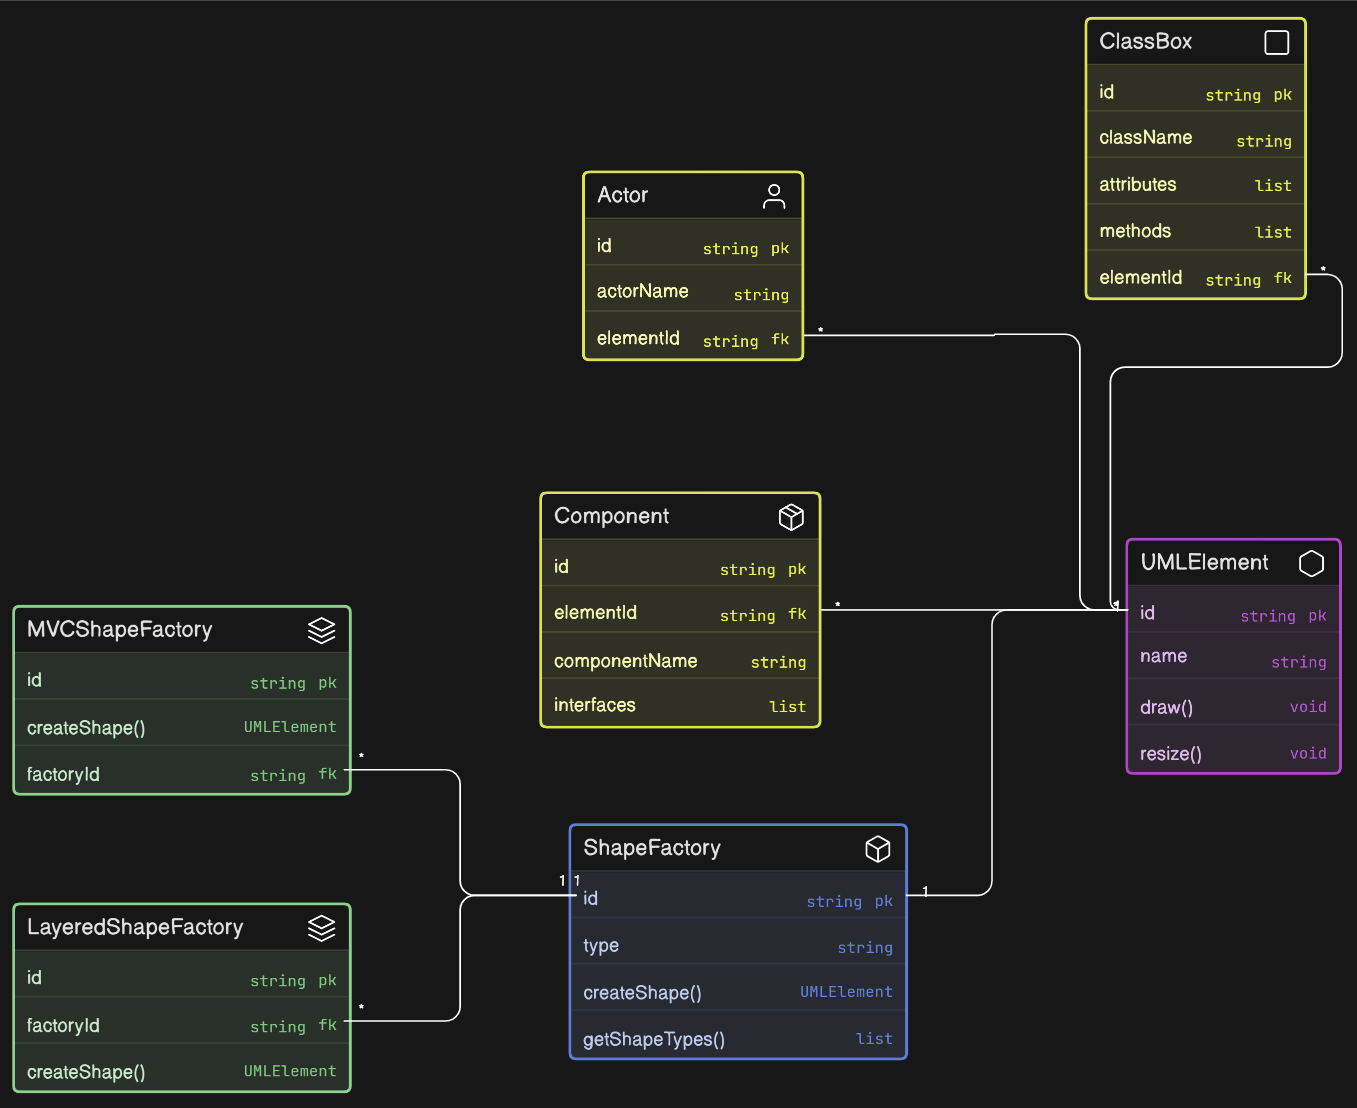 ClassBox
id string pk
className string
attributes list
methods list
elementId string fk
*
Actor
id string pk
actorName string
elementId string fk
*
Component
id string pk
elementId string fk
componentName string
interfaces list
*
UMLElement
id string pk
name string
draw() void
resize() void
MVCShapeFactory
id string pk
createShape() UMLElement
factoryId string fk
*
LayeredShapeFactory
id string pk
factoryId string fk
createShape() UMLElement
*
1 1
ShapeFactory
id string pk
type string
createShape() UMLElement
getShapeTypes() list
1